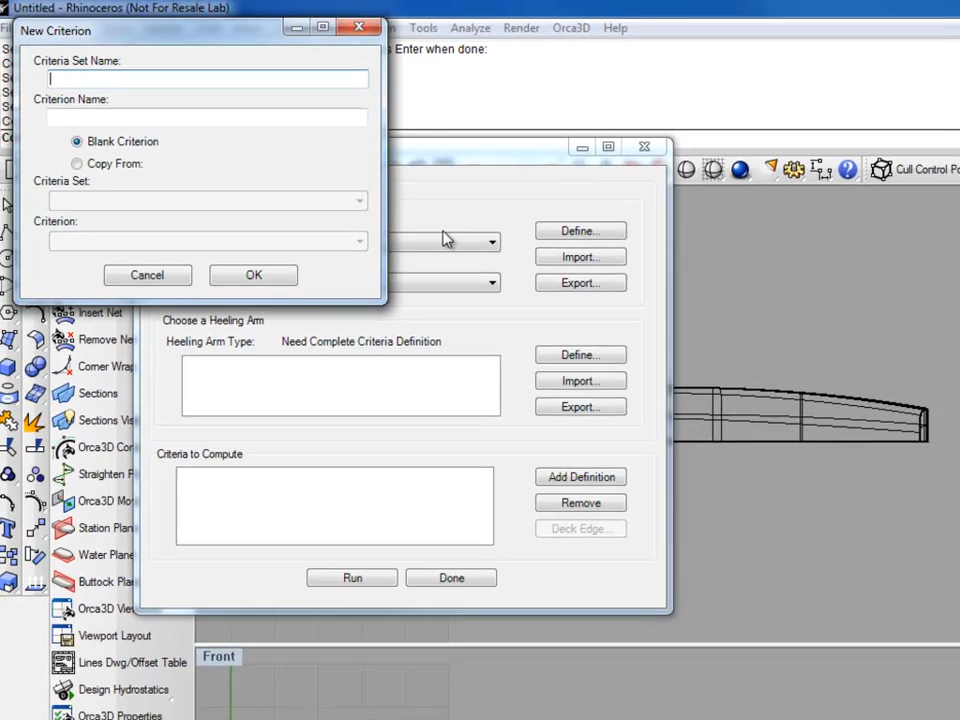 Untitled - Rhinoceros (Not For Resale Lab)
Tools Analyze Render Orca3D Help
New Criterion
Enter when done:
Criteria Set Name:
Criterion Name:
Blank Criterion
Copy From:
Criteria Set:
Criterion:
Cancel OK
Cull Control Po
Define...
Import...
Export...
Insert Net
Choose a Heeling Arm
Remove Ne
Heeling Arm Type: Need Complete Criteria Definition
Define...
Corner Wrap
Import...
Sections
Export...
Sections Vis
Orca3D Con
Criteria to Compute
Straighten P
Add Definition
Orca3D Mov
Remove
Station Plan
Deck Edge...
Water Plane
Buttock Plan
Run Done
Orca3D View
Viewport Layout
Lines Dwg/Offset Table
Design Hydrostatics
Orca3D Properties
Front